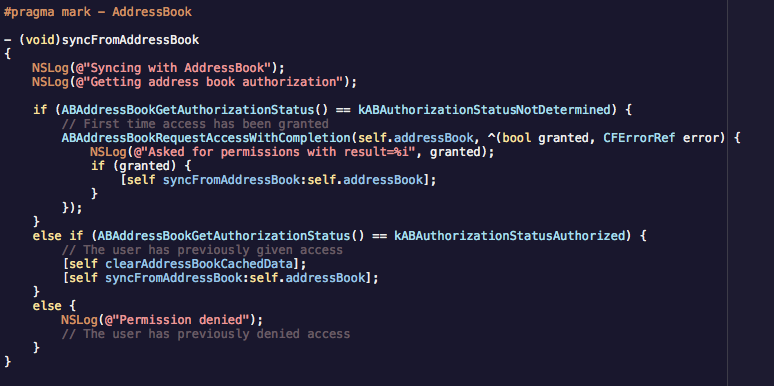 #pragma mark - AddressBook
- (void)syncFromAddressBook
{
NSLog(@"Syncing with AddressBook");
NSLog(@"Getting address book authorization");
if (ABAddressBookGetAuthorizationStatus() == kABAuthorizationStatusNotDetermined) {
// First time access has been granted
ABAddressBookRequestAccessWithCompletion(self.addressBook, ^(bool granted, CFErrorRef error) {
NSLog(@"Asked for permissions with result=%i", granted);
if (granted) {
[self syncFromAddressBook:self.addressBook];
}
});
}
else if (ABAddressBookGetAuthorizationStatus() == kABAuthorizationStatusAuthorized) {
// The user has previously given access
[self clearAddressBookCachedData];
[self syncFromAddressBook:self.addressBook];
}
else {
NSLog(@"Permission denied");
// The user has previously denied access
}
}